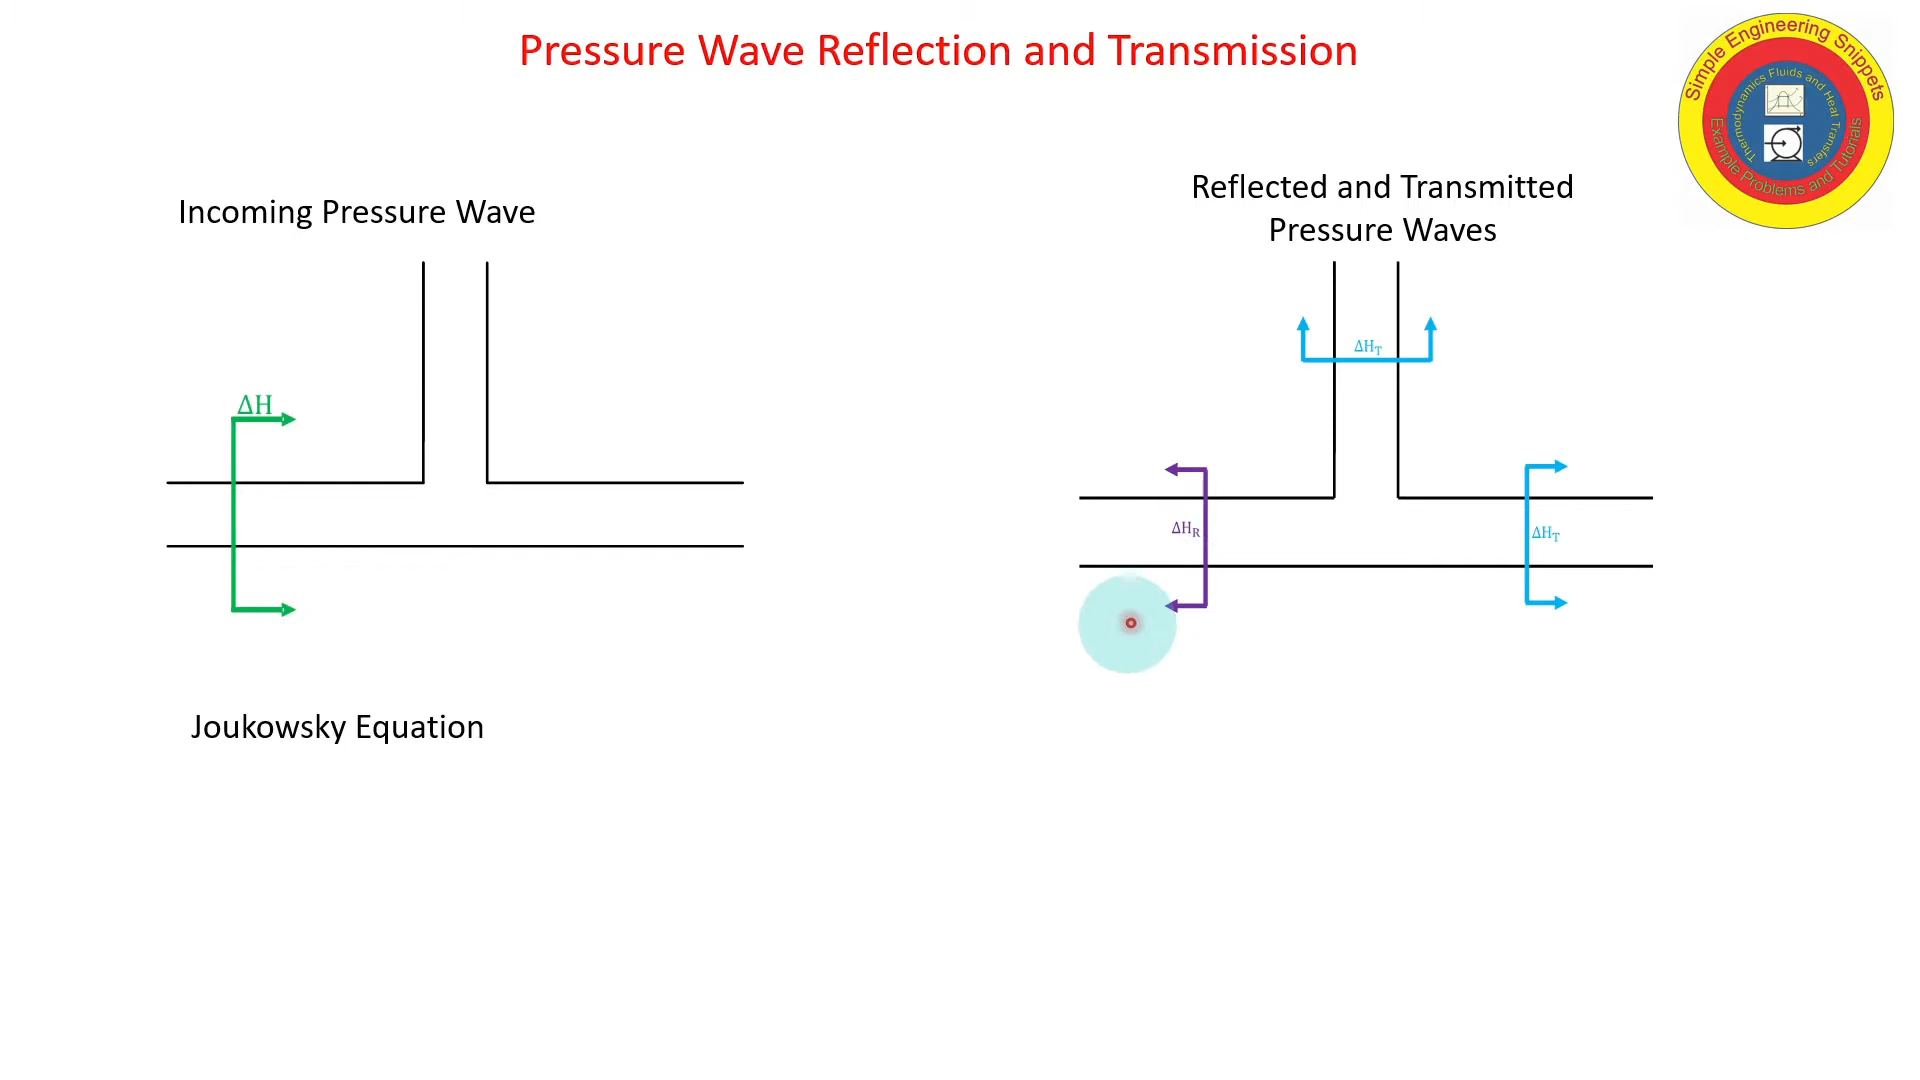 Pressure Wave Reflection and Transmission
Simple Engineering Snippets
Thermodynamics Fluids and Heat Transfers
Example Problems and Tutorials
Incoming Pressure Wave
Reflected and Transmitted
Pressure Waves
ΔH
ΔH_T
ΔH_R
ΔH_T
Joukowsky Equation